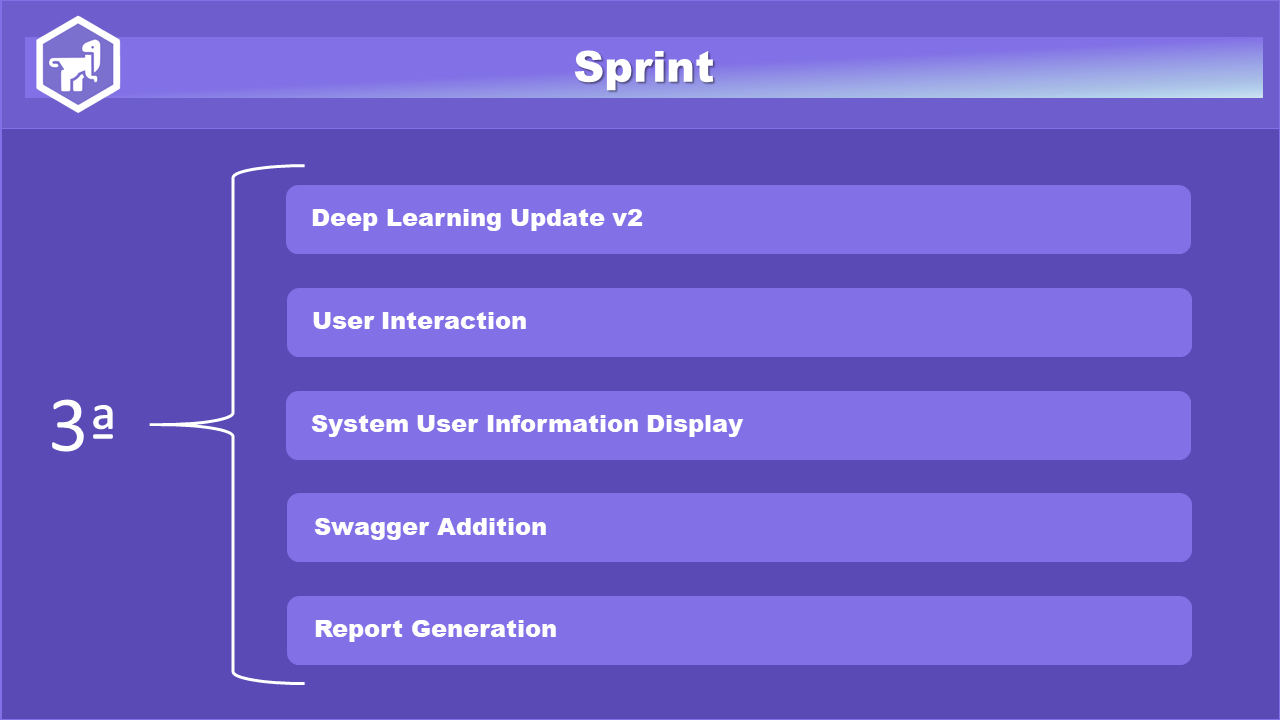 Sprint
3ª
Deep Learning Update v2
User Interaction
System User Information Display
Swagger Addition
Report Generation